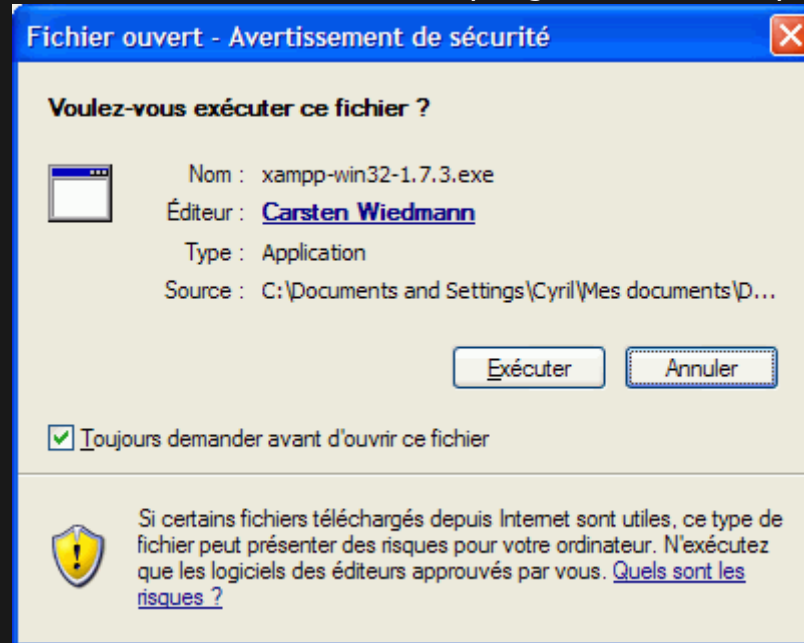 Fichier ouvert - Avertissement de sécurité
Voulez-vous exécuter ce fichier ?
Nom : xampp-win32-1.7.3.exe
Éditeur : Carsten Wiedmann
Type : Application
Source : C:\Documents and Settings\Cyril\Mes documents\D...
Exécuter Annuler
Toujours demander avant d'ouvrir ce fichier
Si certains fichiers téléchargés depuis Internet sont utiles, ce type de
fichier peut présenter des risques pour votre ordinateur. N'exécutez
que les logiciels des éditeurs approuvés par vous. Quels sont les
risques ?